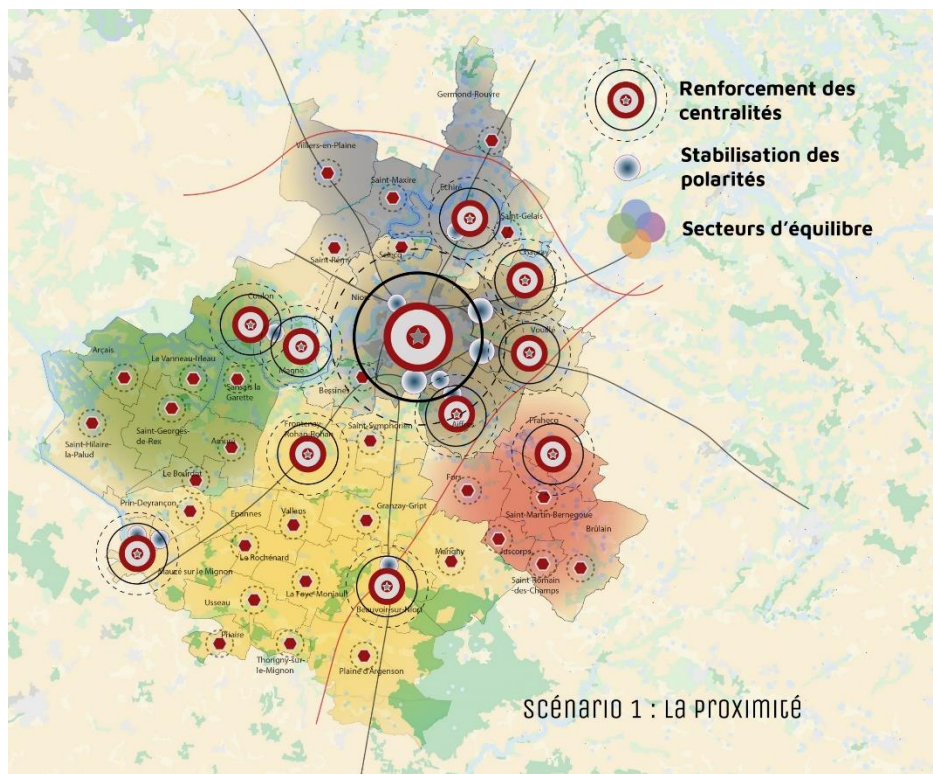 Germond-Rouvre
Renforcement des
centralités
Villiers-en-Plaine
Stabilisation des
polarités
Saint-Maxire
Echiré
Saint-Gelais
Secteurs d'équilibre
Saint-Rémy
Sciecq
Chauray
Coulon
Niort
Vouillé
Arçais
Le Vanneau-Irleau
Magné
Sansais la
Garette
Bessines
Saint-Georges-
de-Rex
Saint-Hilaire-
la-Palud
Amuré
Frontenay-
Rohan-Rohan
Saint-Symphorien
Aiffres
Prahecq
Le Bourdet
Fors
Prin-Deyrançon
Epannes
Vallans
Granzay-Gript
Saint-Martin-Bernegoue
Brûlain
Juscorps
Le Rochénard
Marigny
Mauzé sur le Mignon
Saint-Romain
des-Champs
La Foye-Monjault
Usseau
Beauvoir-sur-Niort
Priaire
Thorigny-sur-
le-Mignon
Plaine d'Argenson
Scénario 1 : La proximité